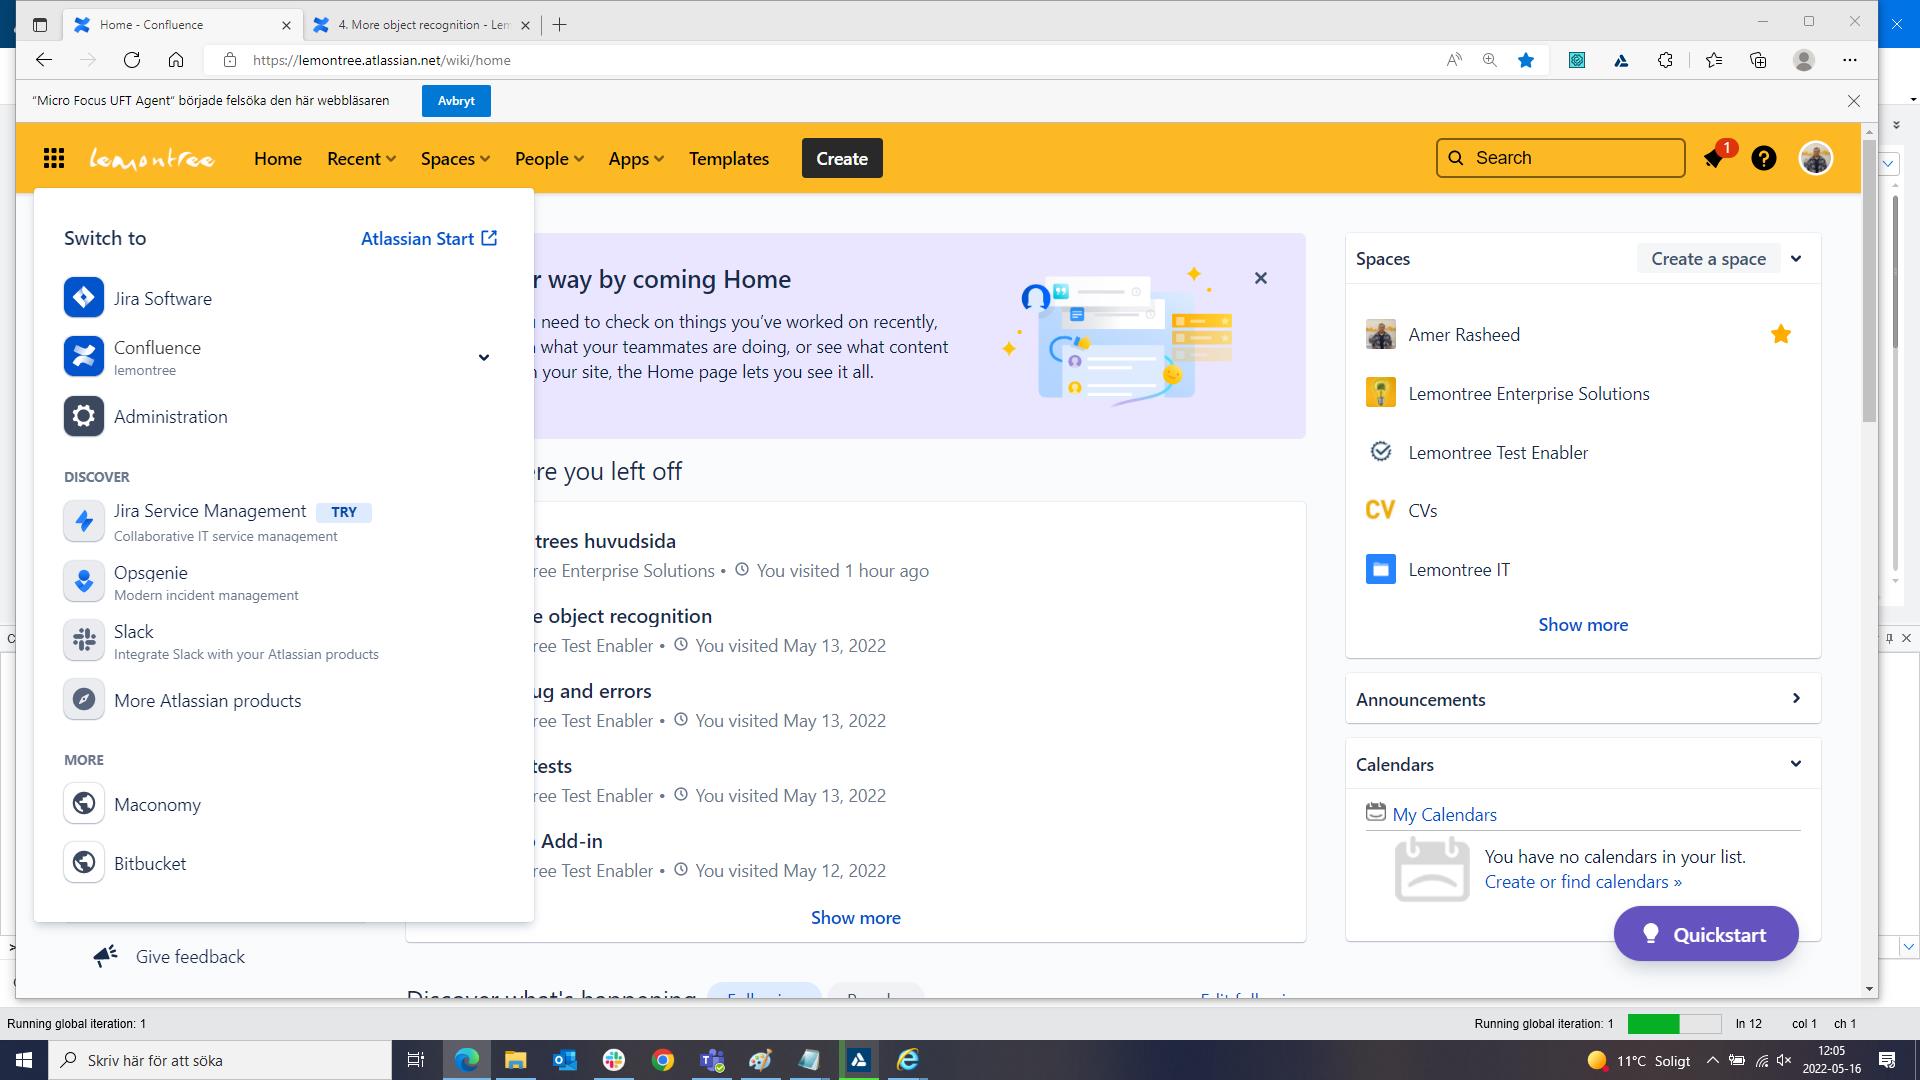 Home - Confluence
4. More object recognition - Lem
https://lemontree.atlassian.net/wiki/home
"Micro Focus UFT Agent" började felsöka den här webbläsaren
Avbryt
lemontree
Home
Recent
Spaces
People
Apps
Templates
Create
Search
1
Switch to
Atlassian Start
Jira Software
Confluence
lemontree
Administration
DISCOVER
Jira Service Management
TRY
Collaborative IT service management
Opsgenie
Modern incident management
Slack
Integrate Slack with your Atlassian products
More Atlassian products
MORE
Maconomy
Bitbucket
Give feedback
r way by coming Home
need to check on things you've worked on recently,
what your teammates are doing, or see what content
your site, the Home page lets you see it all.
re you left off
trees huvudsida
ree Enterprise Solutions • You visited 1 hour ago
e object recognition
ree Test Enabler • You visited May 13, 2022
ug and errors
ree Test Enabler • You visited May 13, 2022
tests
ree Test Enabler • You visited May 13, 2022
Add-in
ree Test Enabler • You visited May 12, 2022
Show more
Discover what's happening
Spaces
Create a space
Amer Rasheed
Lemontree Enterprise Solutions
Lemontree Test Enabler
CV
CVs
Lemontree IT
Show more
Announcements
Calendars
My Calendars
You have no calendars in your list.
Create or find calendars »
Quickstart
Running global iteration: 1
Running global iteration: 1
ln 12
col 1
ch 1
Skriv här för att söka
11°C Soligt
12:05
2022-05-16